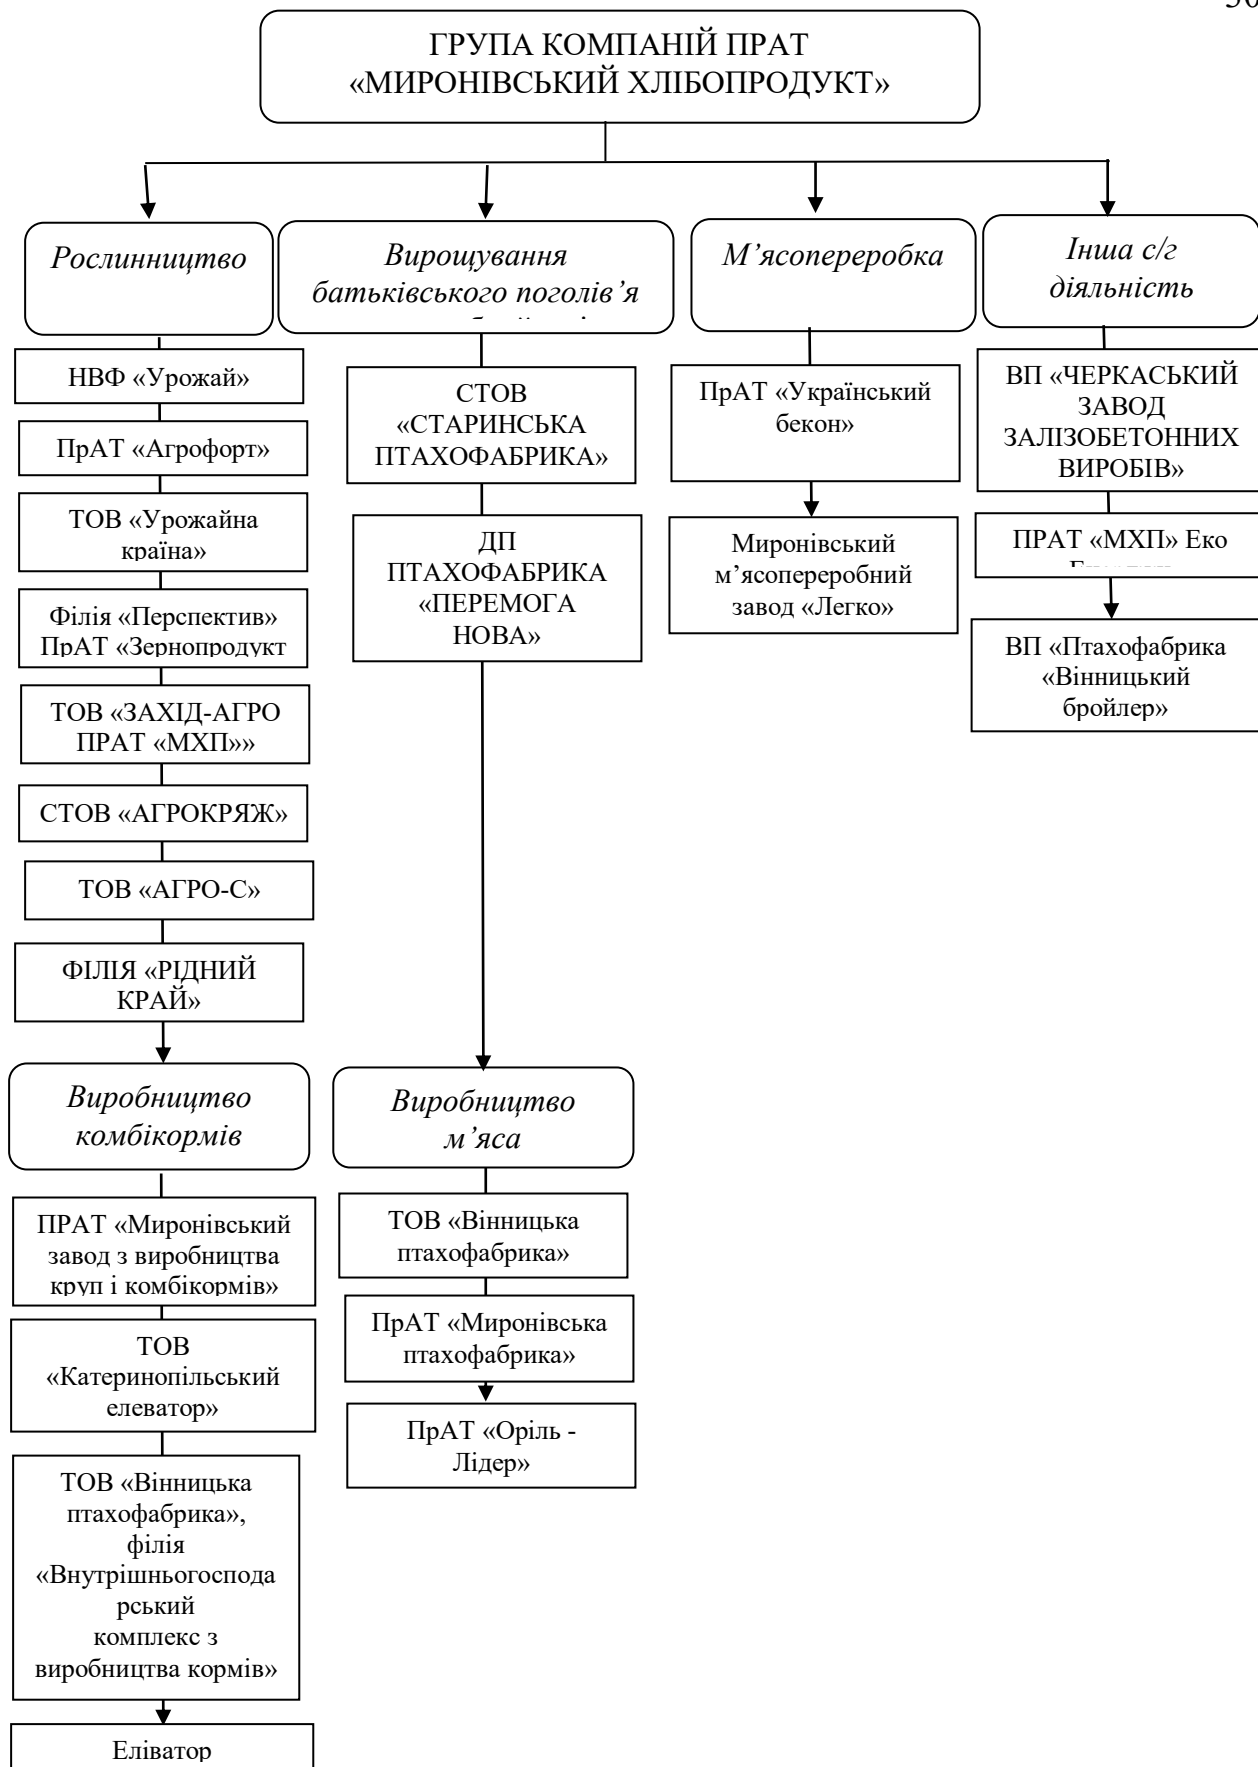 ГРУПА КОМПАНІЙ ПРАТ
«МИРОНІВСЬКИЙ ХЛІБОПРОДУКТ»
Рослинництво
НВФ «Урожай»
ПрАТ «Агрофорт»
ТОВ «Урожайна
країна»
Філія «Перспектив»
ПрАТ «Зернопродукт
ТОВ «ЗАХІД-АГРО
ПРАТ «МХП»»
СТОВ «АГРОКРЯЖ»
ТОВ «АГРО-С»
ФІЛІЯ «РІДНИЙ
КРАЙ»
Виробництво
комбікормів
ПРАТ «Миронівський
завод з виробництва
круп і комбікормів»
ТОВ
«Катеринопільський
елеватор»
ТОВ «Вінницька
птахофабрика»,
філія
«Внутрішньогоспода
рський
комплекс з
виробництва кормів»
Еліватор
Вирощування
батьківського поголів’я
СТОВ
«СТАРИНСЬКА
ПТАХОФАБРИКА»
ДП
ПТАХОФАБРИКА
«ПЕРЕМОГА
НОВА»
Виробництво
м’яса
ТОВ «Вінницька
птахофабрика»
ПрАТ «Миронівська
птахофабрика»
ПрАТ «Оріль -
Лідер»
М’ясопереробка
ПрАТ «Український
бекон»
Миронівський
м’ясопереробний
завод «Легко»
Інша с/г
діяльність
ВП «ЧЕРКАСЬКИЙ
ЗАВОД
ЗАЛІЗОБЕТОННИХ
ВИРОБІВ»
ПРАТ «МХП» Еко
ВП «Птахофабрика
«Вінницький
бройлер»